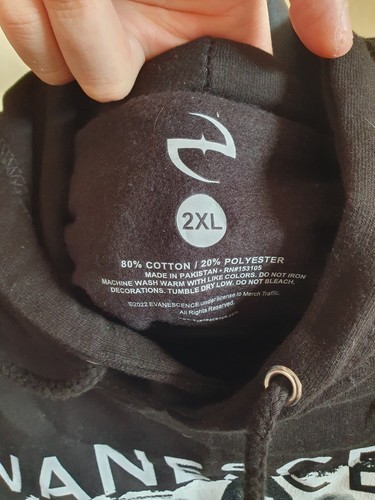 2XL
80% COTTON / 20% POLYESTER
MADE IN PAKISTAN • RN#153105
MACHINE WASH WARM WITH LIKE COLORS. DO NOT IRON
DECORATIONS. TUMBLE DRY LOW. DO NOT BLEACH.
©2022 EVANESCENCE under license to Merch Traffic.
All Rights Reserved.
VANESCE